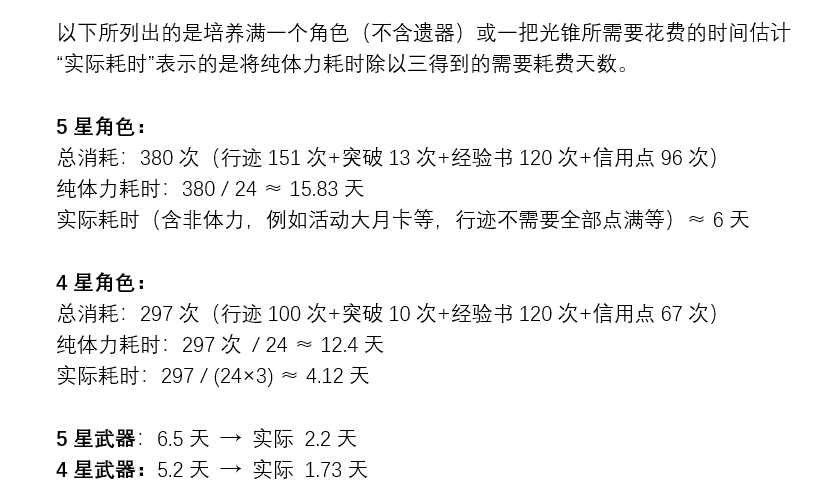 以下所列出的是培养满一个角色（不含遗器）或一把光锥所需要花费的时间估计
“实际耗时”表示的是将纯体力耗时除以三得到的需要耗费天数。
5 星角色：
总消耗：380 次（行迹 151 次+突破 13 次+经验书 120 次+信用点 96 次）
纯体力耗时：380 / 24 ≈ 15.83 天
实际耗时（含非体力，例如活动大月卡等，行迹不需要全部点满等）≈ 6 天
4 星角色：
总消耗：297 次（行迹 100 次+突破 10 次+经验书 120 次+信用点 67 次）
纯体力耗时：297 次 / 24 ≈ 12.4 天
实际耗时：297 / (24×3) ≈ 4.12 天
5 星武器：6.5 天 → 实际 2.2 天
4 星武器：5.2 天 → 实际 1.73 天